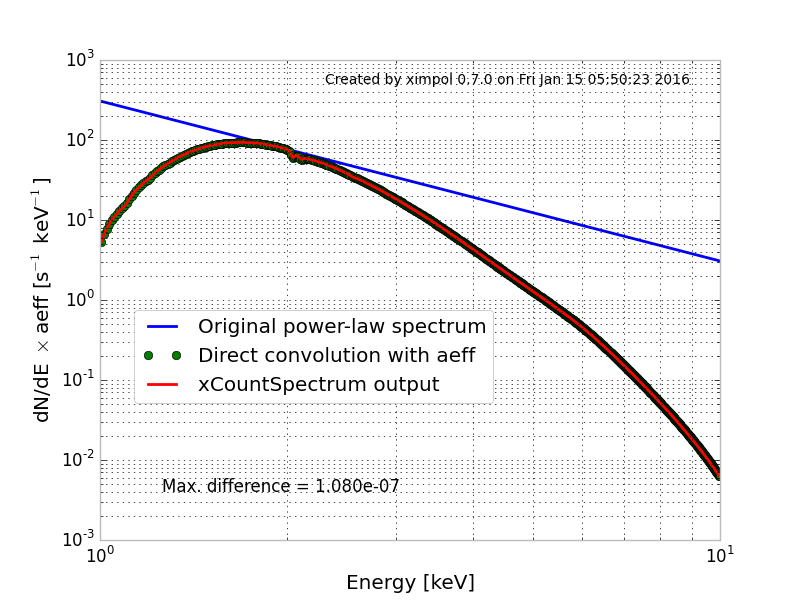 Created by ximpol 0.7.0 on Fri Jan 15 05:50:23 2016
10³
10²
10¹
10⁰
10⁻¹
10⁻²
10⁻³
dN/dE × aeff [s⁻¹ keV⁻¹]
Original power-law spectrum
Direct convolution with aeff
xCountSpectrum output
Max. difference = 1.080e-07
10⁰
10¹
Energy [keV]